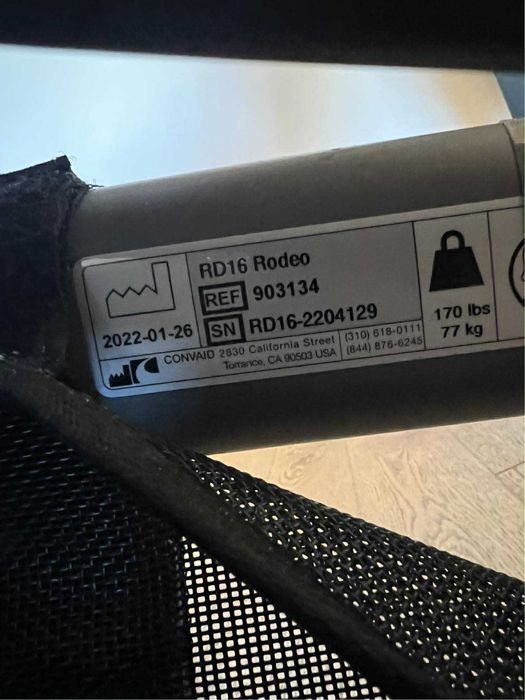 RD16 Rodeo
REF 903134
2022-01-26
SN RD16-2204129
CONVAID 2830 California Street
Torrance, CA 90503 USA
(310) 618-0111
(844) 876-6245
170 lbs
77 kg